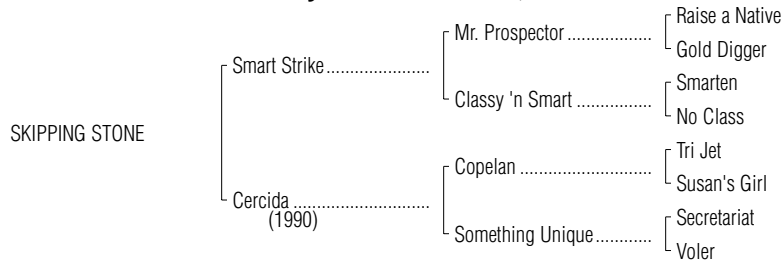 Raise a Native
Mr. Prospector ...................
Gold Digger
Smart Strike.......................
Smarten
Classy 'n Smart .................
No Class
SKIPPING STONE
Tri Jet
Copelan .............................
Susan's Girl
Cercida ..............................
(1990)
Secretariat
Something Unique.............
Voler